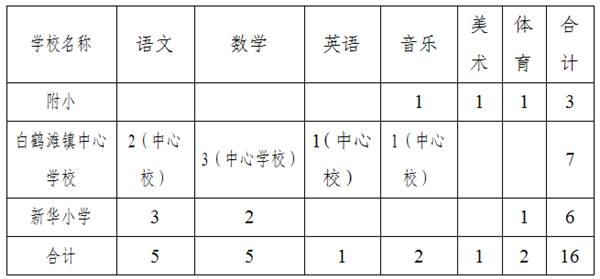 学校名称 语文 数学 英语 音乐 美术 体育 合计
附小 1 1 1 3
白鹤滩镇中心学校 2（中心校） 3（中心学校） 1（中心校） 1（中心校） 7
新华小学 3 2 1 6
合计 5 5 1 2 1 2 16